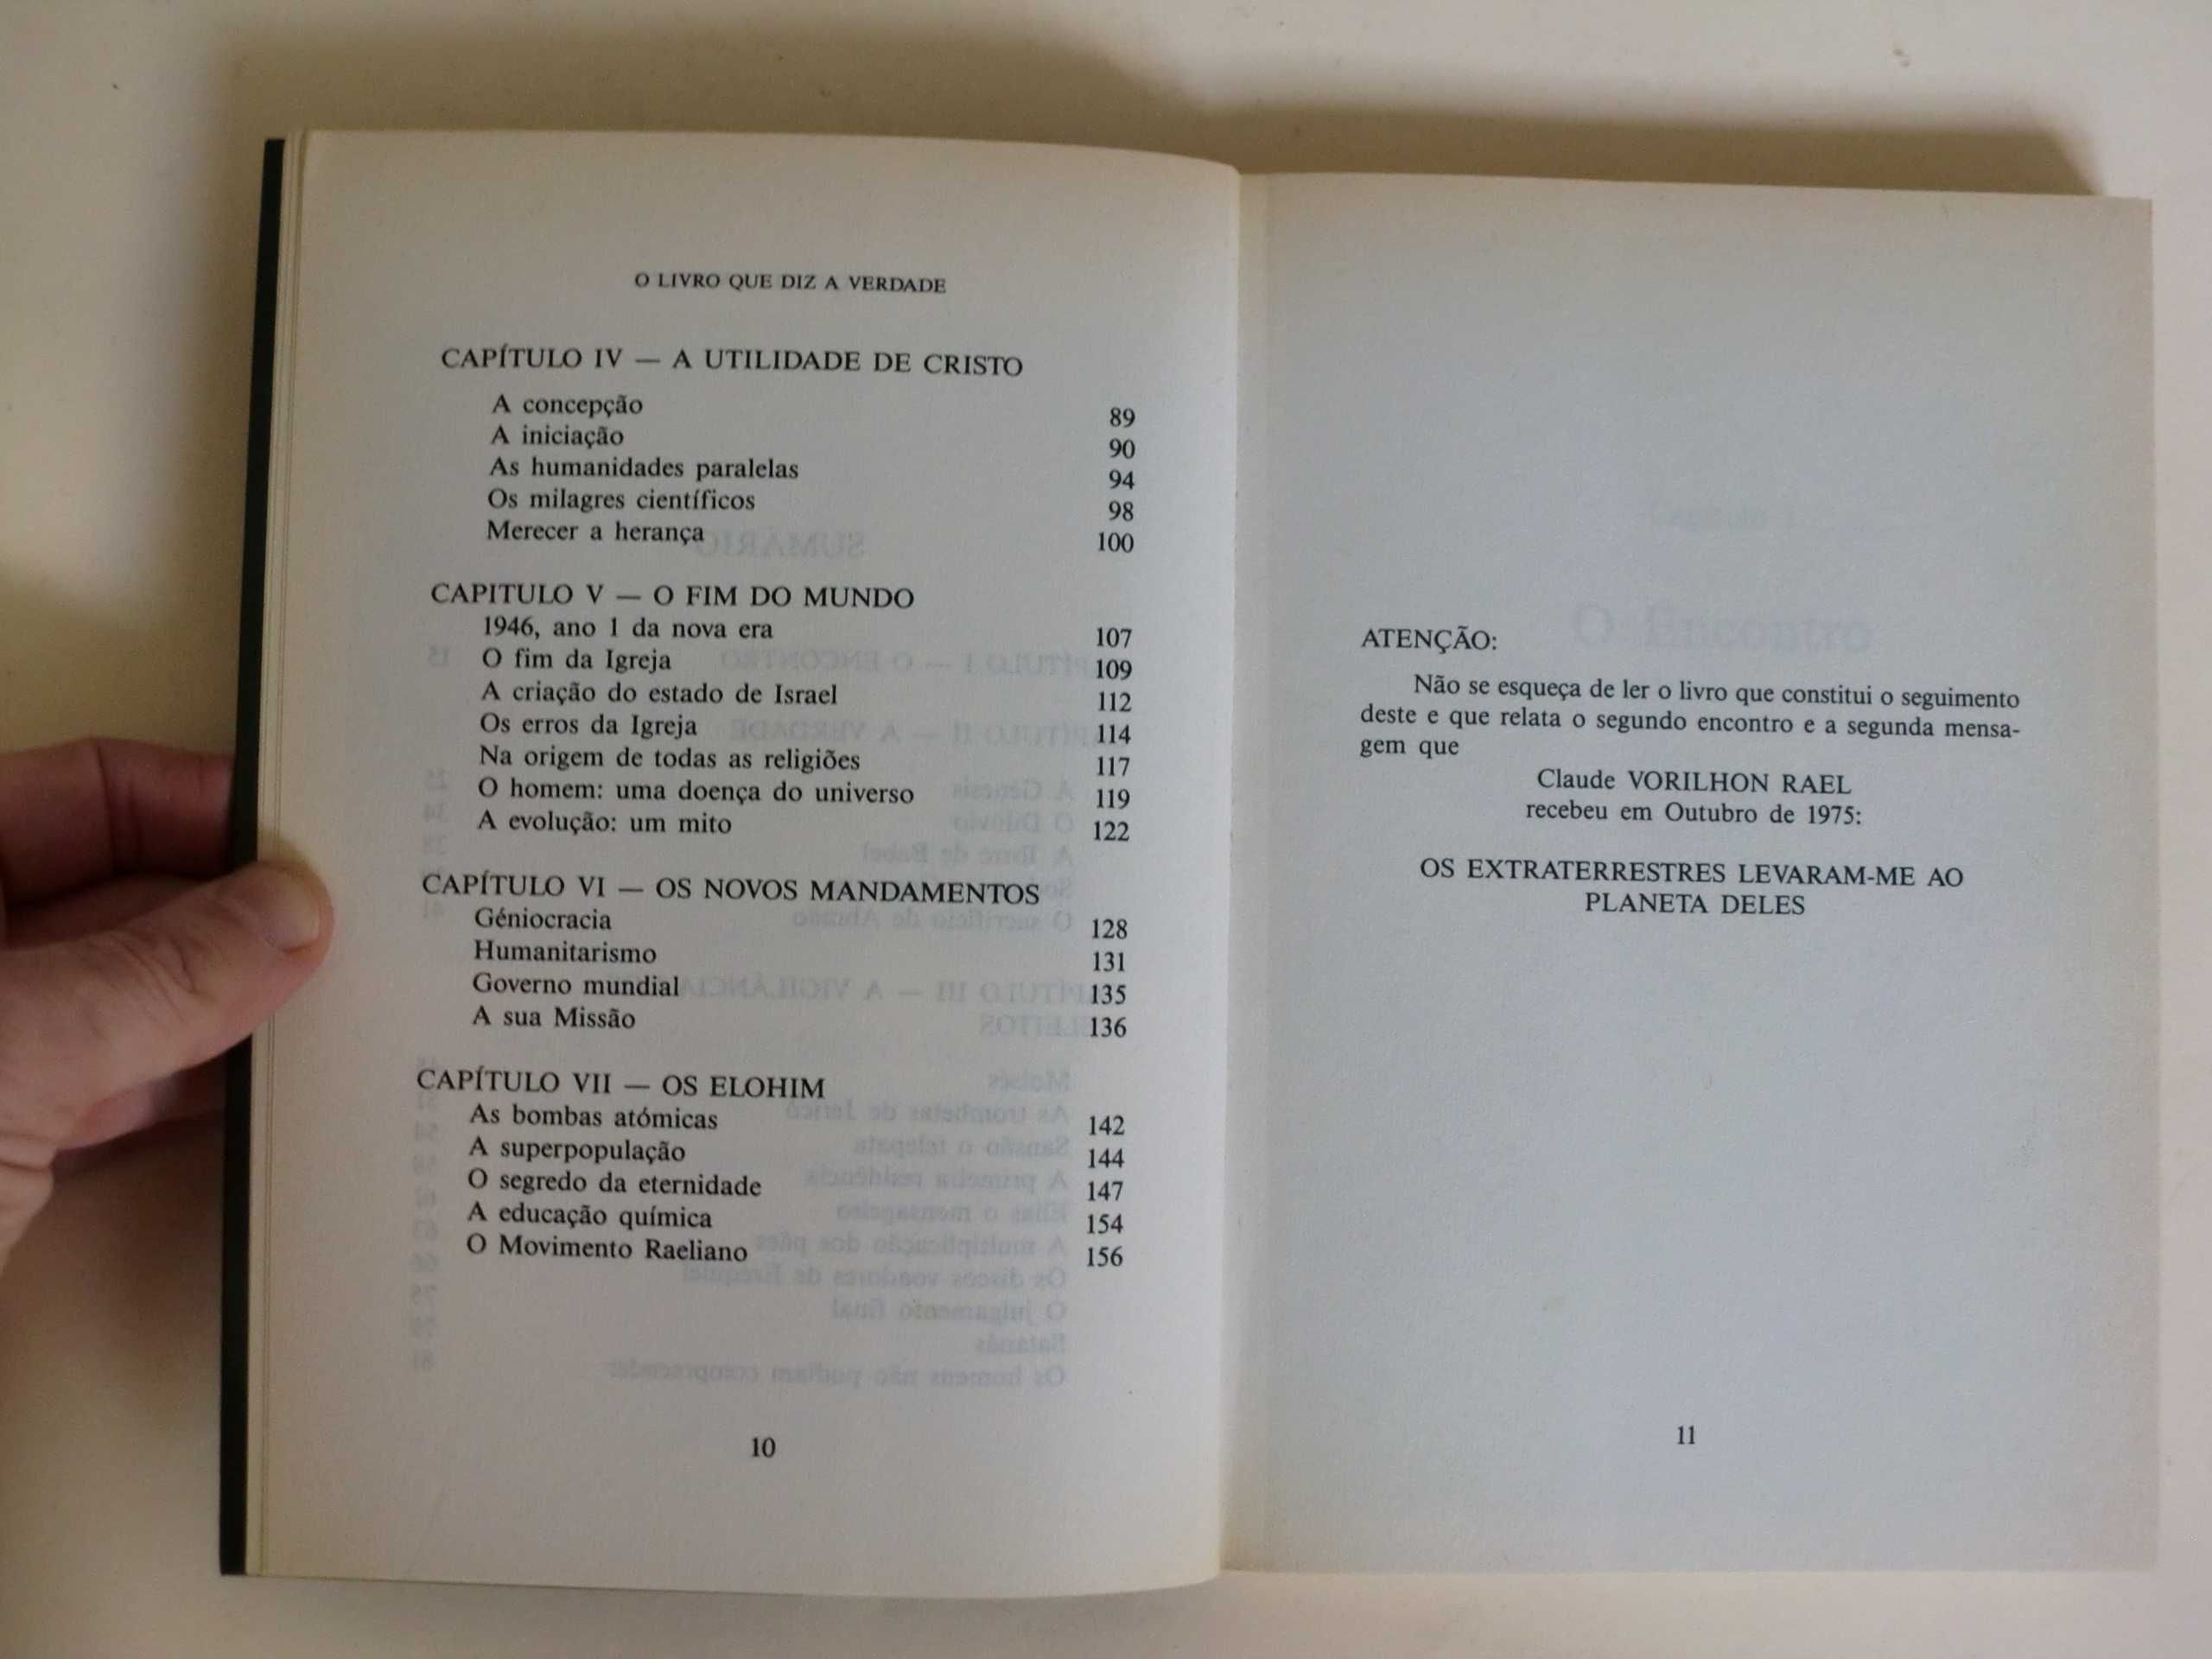 O LIVRO QUE DIZ A VERDADE
CAPÍTULO IV — A UTILIDADE DE CRISTO
A concepção 89
A iniciação 90
As humanidades paralelas 94
Os milagres científicos 98
Merecer a herança 100
CAPITULO V — O FIM DO MUNDO
1946, ano 1 da nova era 107
O fim da Igreja 109
A criação do estado de Israel 112
Os erros da Igreja 114
Na origem de todas as religiões 117
O homem: uma doença do universo 119
A evolução: um mito 122
CAPÍTULO VI — OS NOVOS MANDAMENTOS
Géniocracia 128
Humanitarismo 131
Governo mundial 135
A sua Missão 136
CAPÍTULO VII — OS ELOHIM
As bombas atómicas 142
A superpopulação 144
O segredo da eternidade 147
A educação química 154
O Movimento Raeliano 156
10
ATENÇÃO:
Não se esqueça de ler o livro que constitui o seguimento
deste e que relata o segundo encontro e a segunda mensa-
gem que
Claude VORILHON RAEL
recebeu em Outubro de 1975:
OS EXTRATERRESTRES LEVARAM-ME AO
PLANETA DELES
11